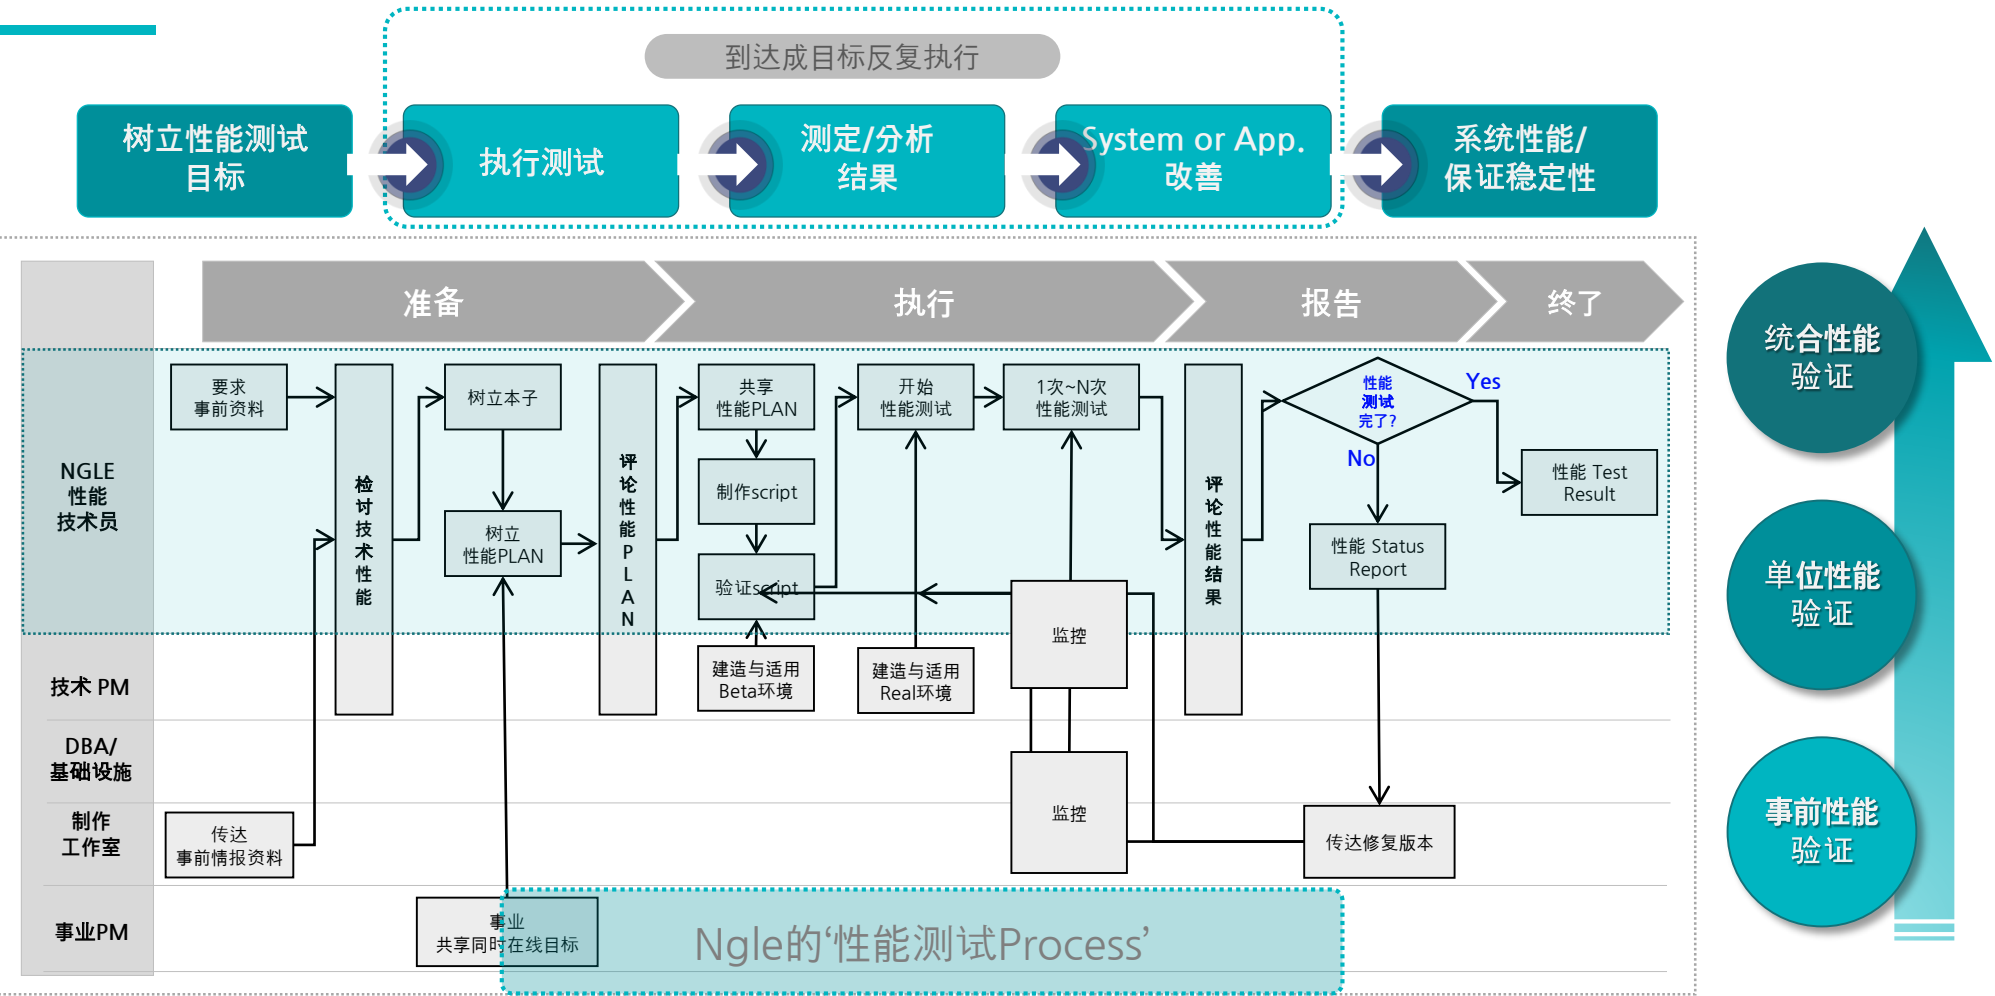 到达成目标反复执行
树立性能测试
目标
执行测试
测定/分析
结果
System or App.
改善
系统性能/
保证稳定性
准备
执行
报告
终了
NGLE
性能
技术员
要求
事前资料
检
讨
技
术
性
能
树立本子
树立
性能PLAN
评
论
性
能
P
L
A
N
共享
性能PLAN
制作script
验证script
开始
性能测试
1次~N次
性能测试
评
论
性
能
结
果
性能
测试
完了?
Yes
No
性能 Test
Result
性能 Status
Report
技术 PM
建造与适用
Beta环境
建造与适用
Real环境
监控
DBA/
基础设施
监控
制作
工作室
传达
事前情报资料
传达修复版本
事业PM
事业
共享同时在线目标
Ngle的‘性能测试Process’
统合性能
验证
单位性能
验证
事前性能
验证